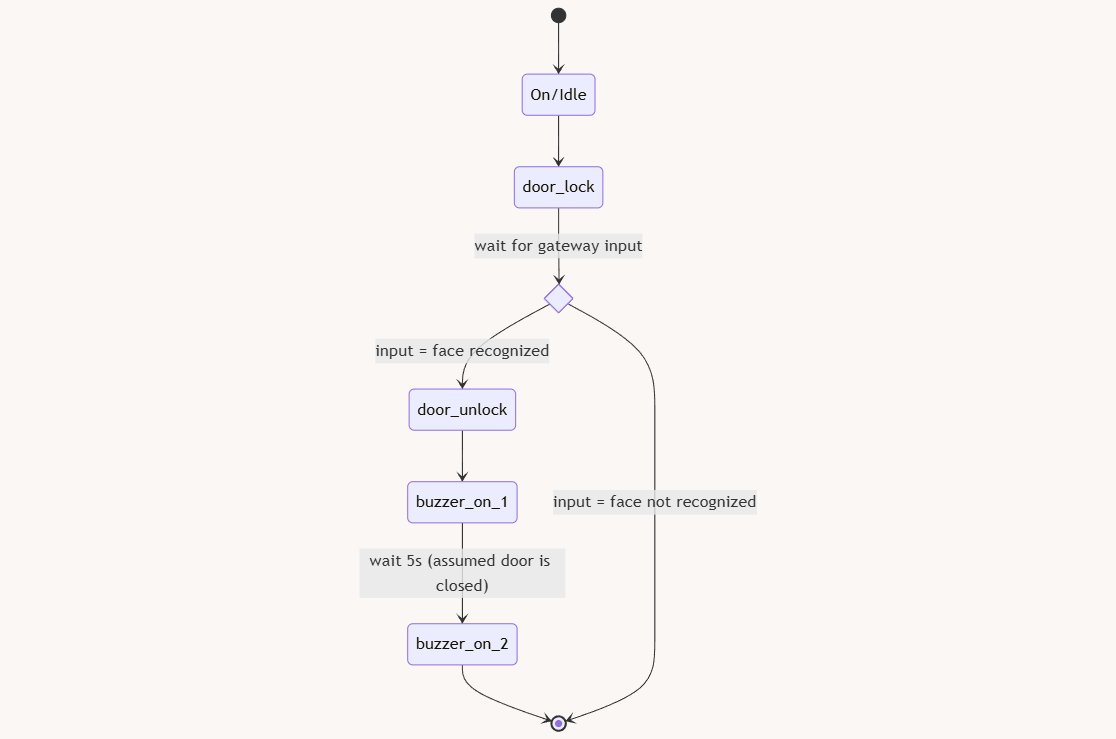 On/Idle
door_lock
wait for gateway input
input = face recognized
door_unlock
buzzer_on_1
input = face not recognized
wait 5s (assumed door is
closed)
buzzer_on_2